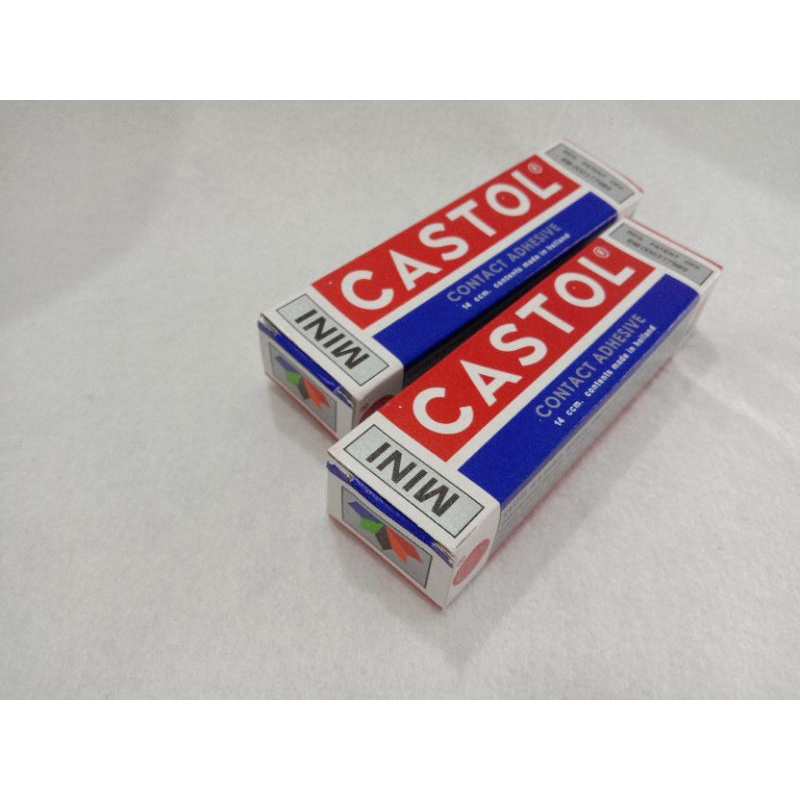 CASTOL®
CONTACT ADHESIVE
14 ccm. contents made in holland
MINI
CASTOL®
CONTACT ADHESIVE
14 ccm. contents made in holland
MINI